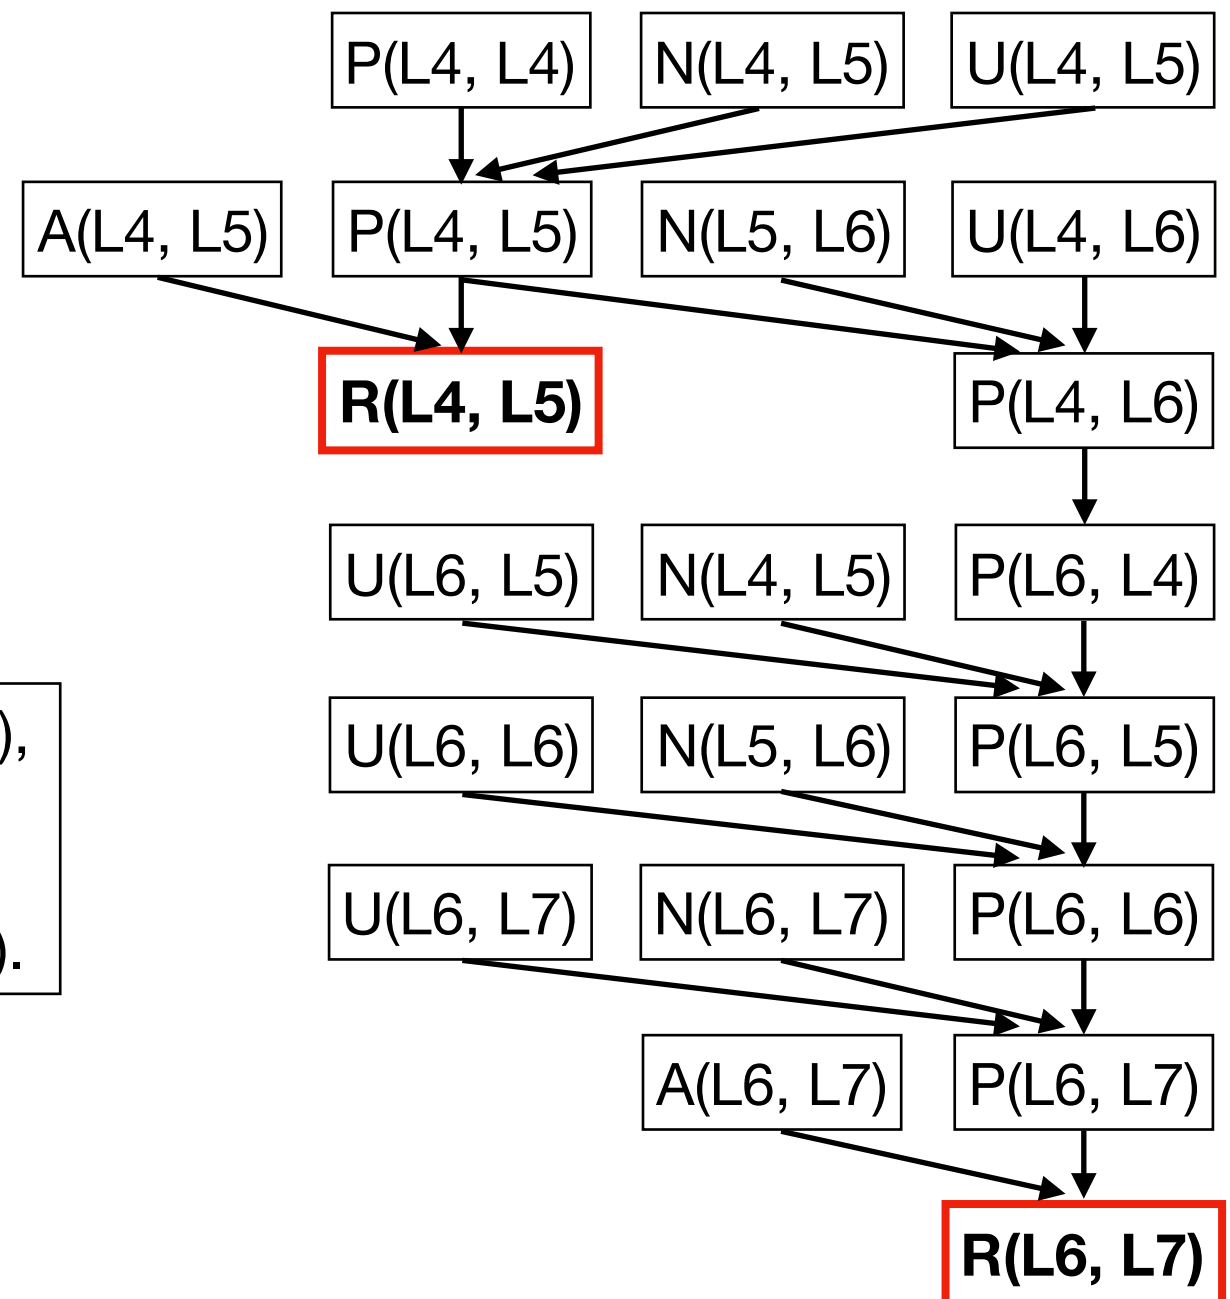 P(L4, L4) N(L4, L5) U(L4, L5)
A(L4, L5) P(L4, L5) N(L5, L6) U(L4, L6)
R(L4, L5) P(L4, L6)
U(L6, L5) N(L4, L5) P(L6, L4)
),
U(L6, L6) N(L5, L6) P(L6, L5)
U(L6, L7) N(L6, L7) P(L6, L6)
).
A(L6, L7) P(L6, L7)
R(L6, L7)